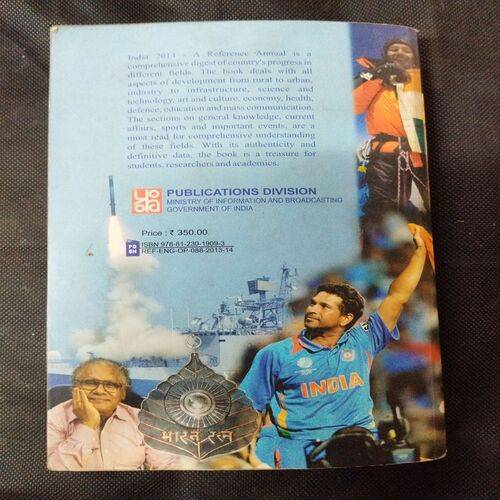 India 2014 - A Reference Annual is a
comprehensive digest of country's progress in
different fields. The book deals with all
aspects of development from rural to urban,
industry to infrastructure, science and
technology, art and culture, economy, health,
defence, education and mass communication.
The sections on general knowledge, current
affairs, sports and important events, are a
must read for comprehensive understanding
of these fields. With its authenticity and
definitive data, the book is a treasure for
students, researchers and academics.
PUBLICATIONS DIVISION
MINISTRY OF INFORMATION AND BROADCASTING
GOVERNMENT OF INDIA
Price : ₹ 350.00
ISBN 978-81-230-1909-3
REF-ENG-OP-088-2013-14
INDIA
भारत रत्न